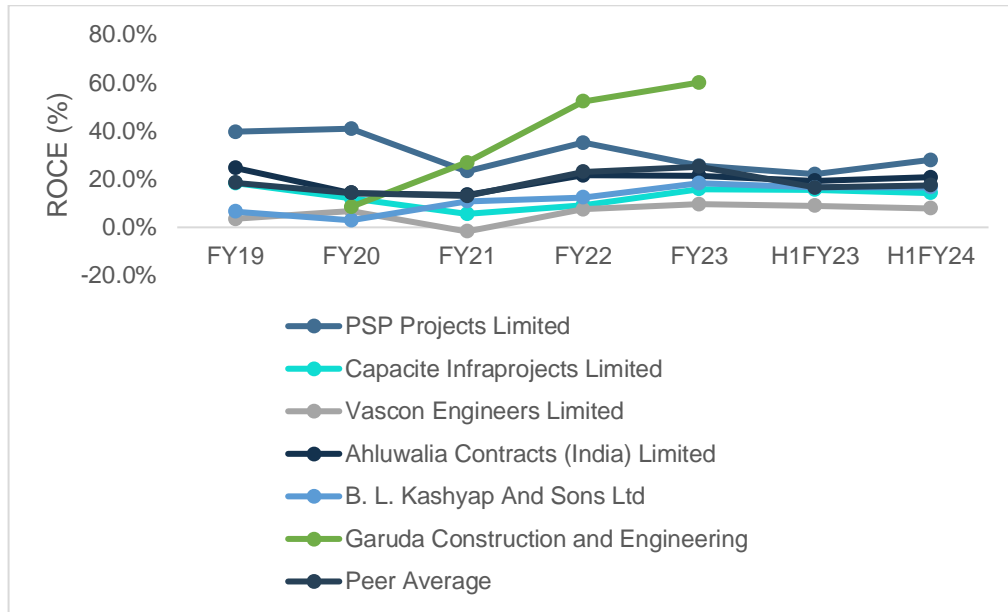 80.0%
60.0%
40.0%
20.0%
0.0%
-20.0%
ROCE (%)
FY19 FY20 FY21 FY22 FY23 H1FY23 H1FY24
PSP Projects Limited
Capacite Infraprojects Limited
Vascon Engineers Limited
Ahluwalia Contracts (India) Limited
B. L. Kashyap And Sons Ltd
Garuda Construction and Engineering
Peer Average